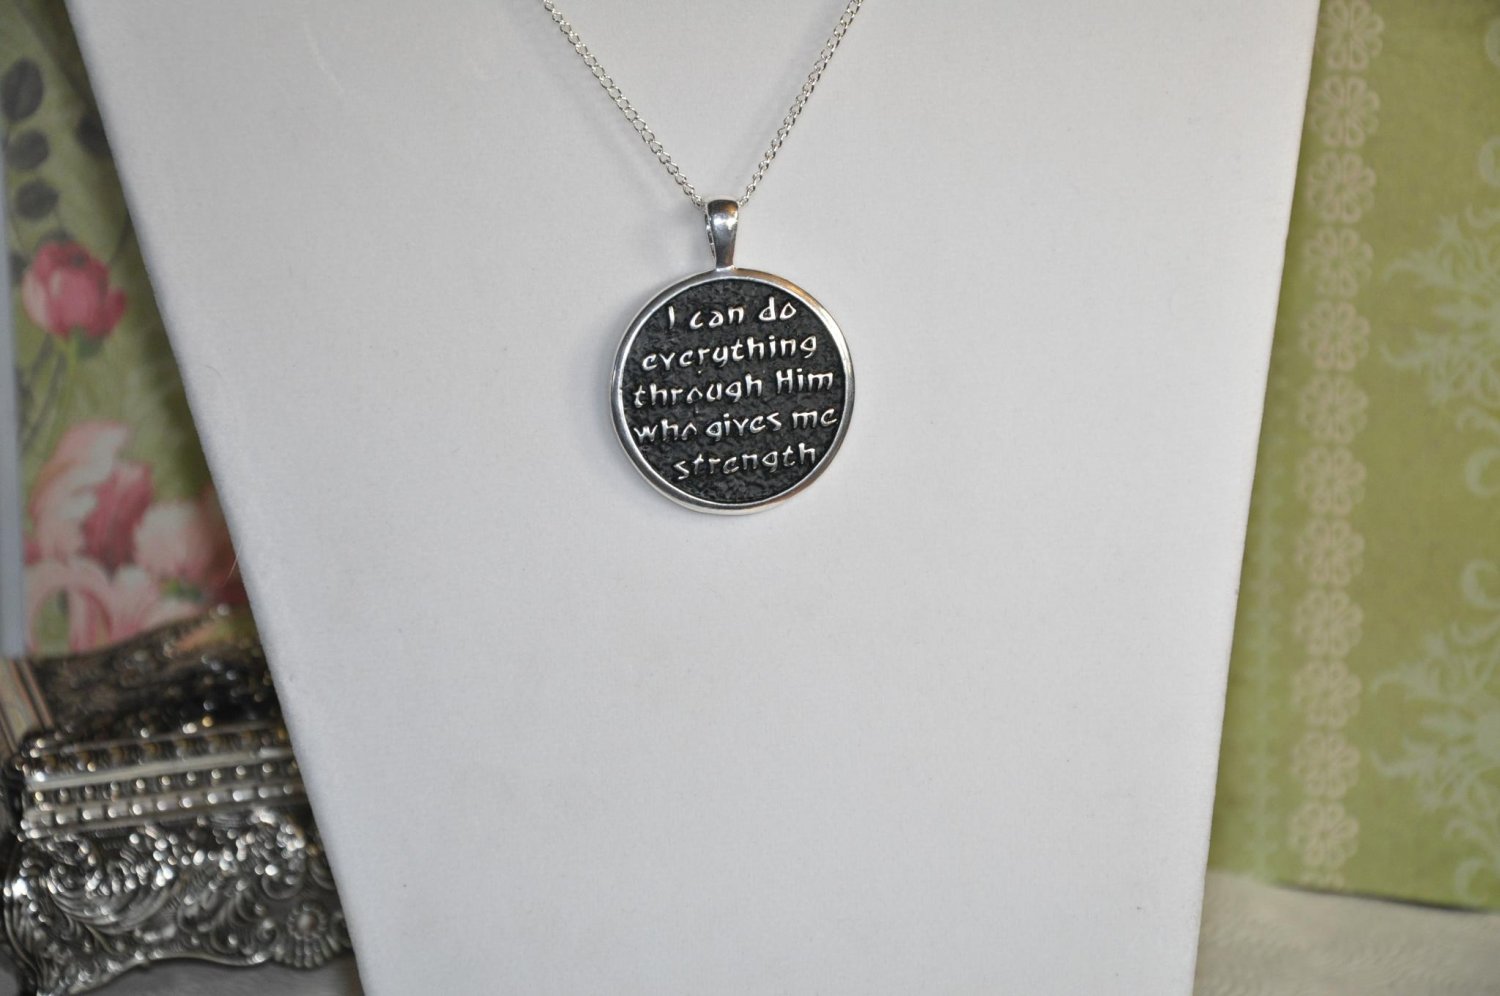 I can do
everything
through Him
who gives me
strength